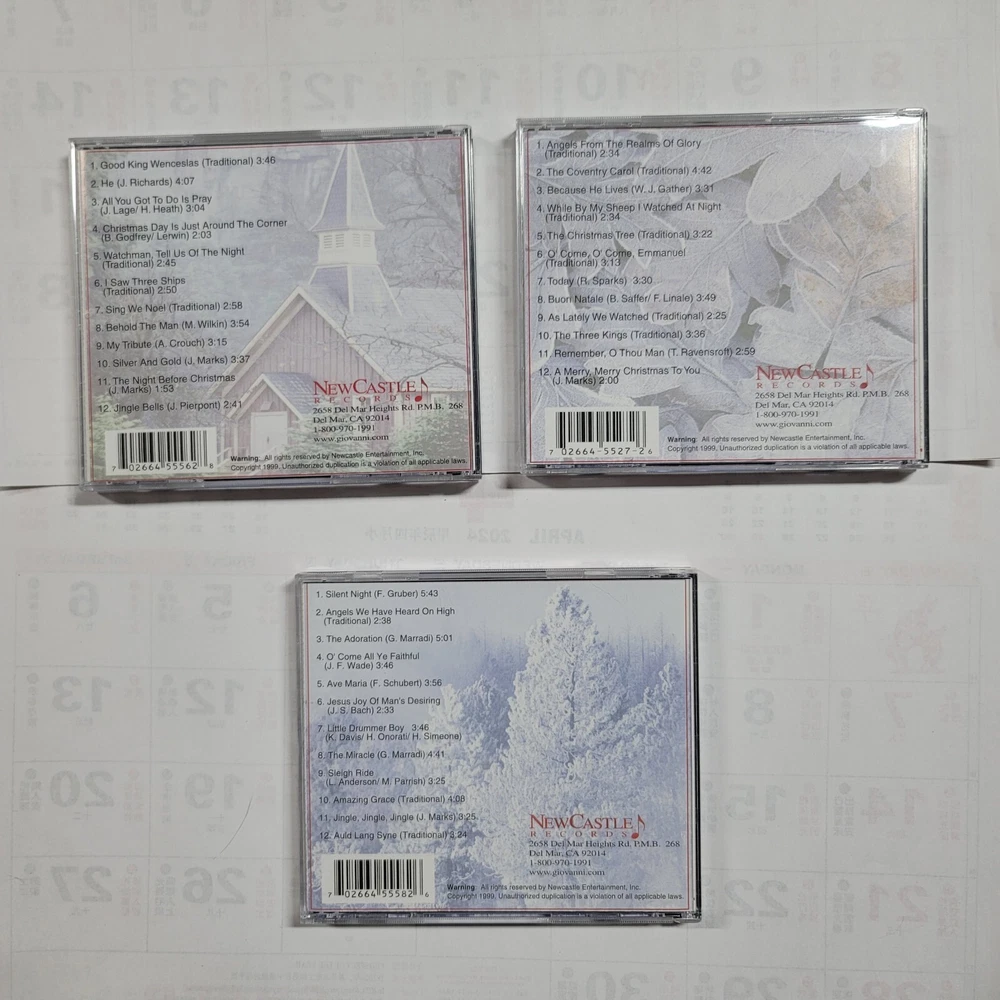 1. Good King Wenceslas (Traditional) 3:46
2. He (J. Richards) 4:07
3. All You Got To Do Is Pray
(J. Lage/ H. Heath) 3:04
4. Christmas Day Is Just Around The Corner
(B. Godfrey/ Lerwin) 2:03
5. Watchman, Tell Us Of The Night
(Traditional) 2:45
6. I Saw Three Ships
(Traditional) 2:50
7. Sing We Noel (Traditional) 2:58
8. Behold The Man (M. Wilkin) 3:54
9. My Tribute (A. Crouch) 3:15
10. Silver And Gold (J. Marks) 3:37
11. The Night Before Christmas
(J. Marks) 1:53
12. Jingle Bells (J. Pierpont) 2:41
NEWCASTLE
RECORDS
2658 Del Mar Heights Rd. P.M.B. 268
Del Mar, CA 92014
1-800-970-1991
www.giovanni.com
7 02664 55562 8
Warning: All rights reserved by Newcastle Entertainment, Inc.
Copyright 1999, Unauthorized duplication is a violation of all applicable laws.
1. Angels From The Realms Of Glory
(Traditional) 2:34
2. The Coventry Carol (Traditional) 4:42
3. Because He Lives (W. J. Gather) 3:31
4. While By My Sheep I Watched At Night
(Traditional) 2:34
5. The Christmas Tree (Traditional) 3:22
6. O' Come, O' Come, Emmanuel
(Traditional) 3:13
7. Today (R. Sparks) 3:30
8. Buon Natale (B. Saffer/ F. Linale) 3:49
9. As Lately We Watched (Traditional) 2:25
10. The Three Kings (Traditional) 3:36
11. Remember, O Thou Man (T. Ravensroft) 2:59
12. A Merry, Merry Christmas To You
(J. Marks) 2:00
NEWCASTLE
RECORDS
2658 Del Mar Heights Rd. P.M.B. 268
Del Mar, CA 92014
1-800-970-1991
www.giovanni.com
7 02664-5527-2 6
Warning: All rights reserved by Newcastle Entertainment, Inc.
Copyright 1999, Unauthorized duplication is a violation of all applicable laws.
1. Silent Night (F. Gruber) 5:43
2. Angels We Have Heard On High
(Traditional) 2:38
3. The Adoration (G. Marradi) 5:01
4. O' Come All Ye Faithful
(J. F. Wade) 3:46
5. Ave Maria (F. Schubert) 3:56
6. Jesus Joy Of Man's Desiring
(J. S. Bach) 2:33
7. Little Drummer Boy 3:46
(K. Davis/ H. Onorati/ H. Simeone)
8. The Miracle (G. Marradi) 4:41
9. Sleigh Ride
(L. Anderson/ M. Parrish) 3:25
10. Amazing Grace (Traditional) 4:08
11. Jingle, Jingle, Jingle (J. Marks) 3:25
12. Auld Lang Syne (Traditional) 3:24
NEWCASTLE
RECORDS
2658 Del Mar Heights Rd. P.M.B. 268
Del Mar, CA 92014
1-800-970-1991
www.giovanni.com
7 02664 55582 6
Warning: All rights reserved by Newcastle Entertainment, Inc.
Copyright 1999, Unauthorized duplication is a violation of all applicable laws.